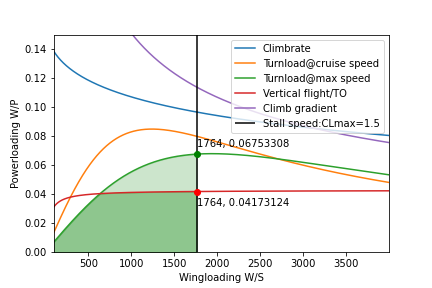 Climbrate
Turnload@cruise speed
Turnload@max speed
Vertical flight/TO
Climb gradient
Stall speed:CLmax=1.5
0.14
0.12
0.10
0.08
0.06
0.04
0.02
0.00
Powerloading W/P
1764, 0.06753308
1764, 0.04173124
500
1000
1500
2000
2500
3000
3500
Wingloading W/S